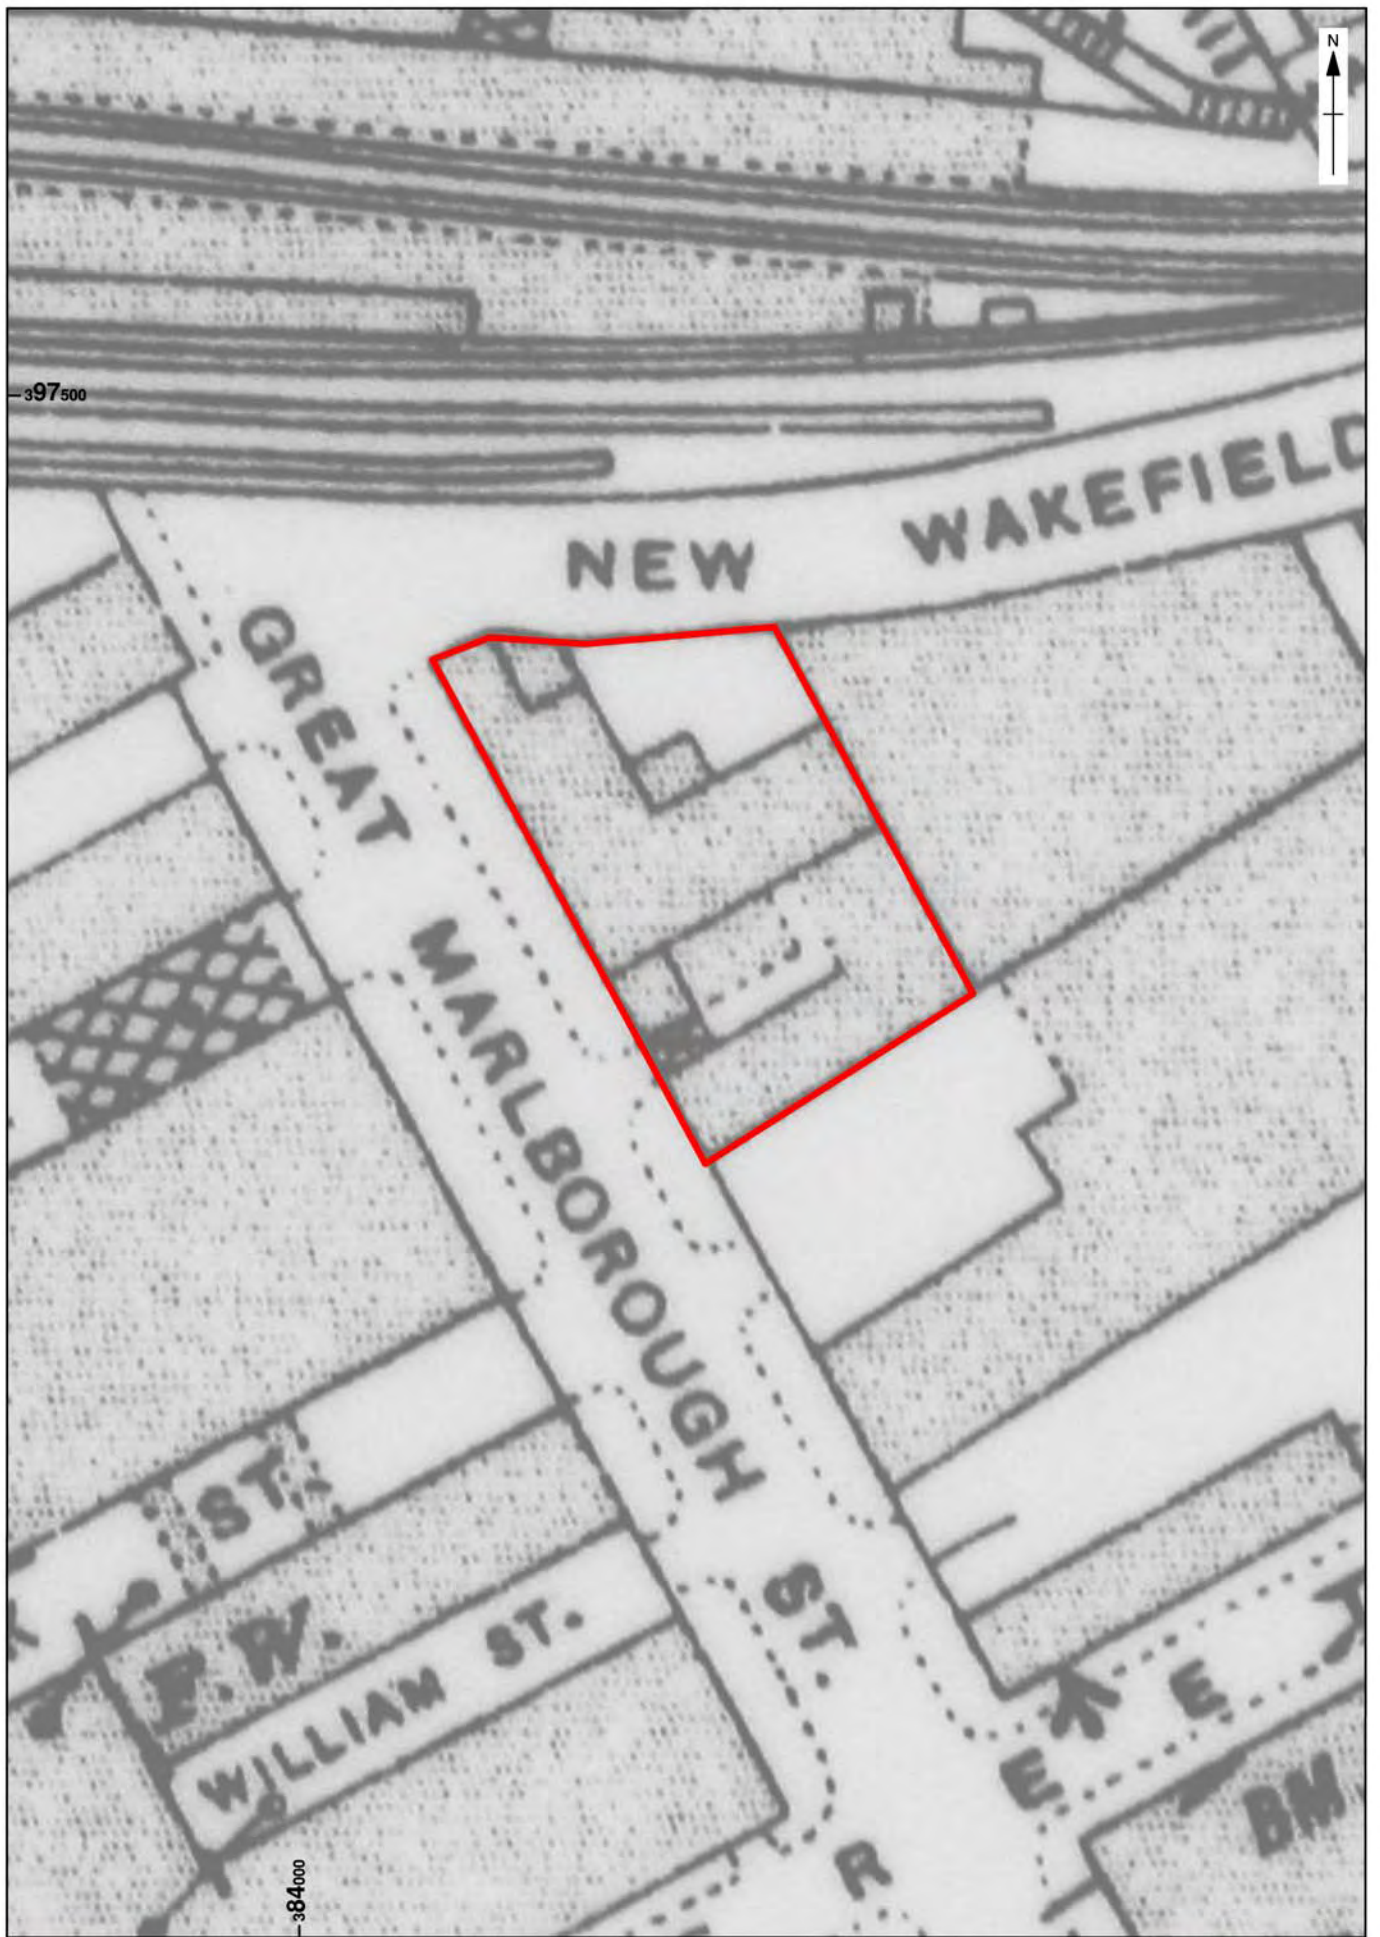 N
397500
NEW WAKEFIELD
GREAT MARLBOROUGH ST.
ST.
F.W.
WILLIAM ST.
E
E
R
BM
384000